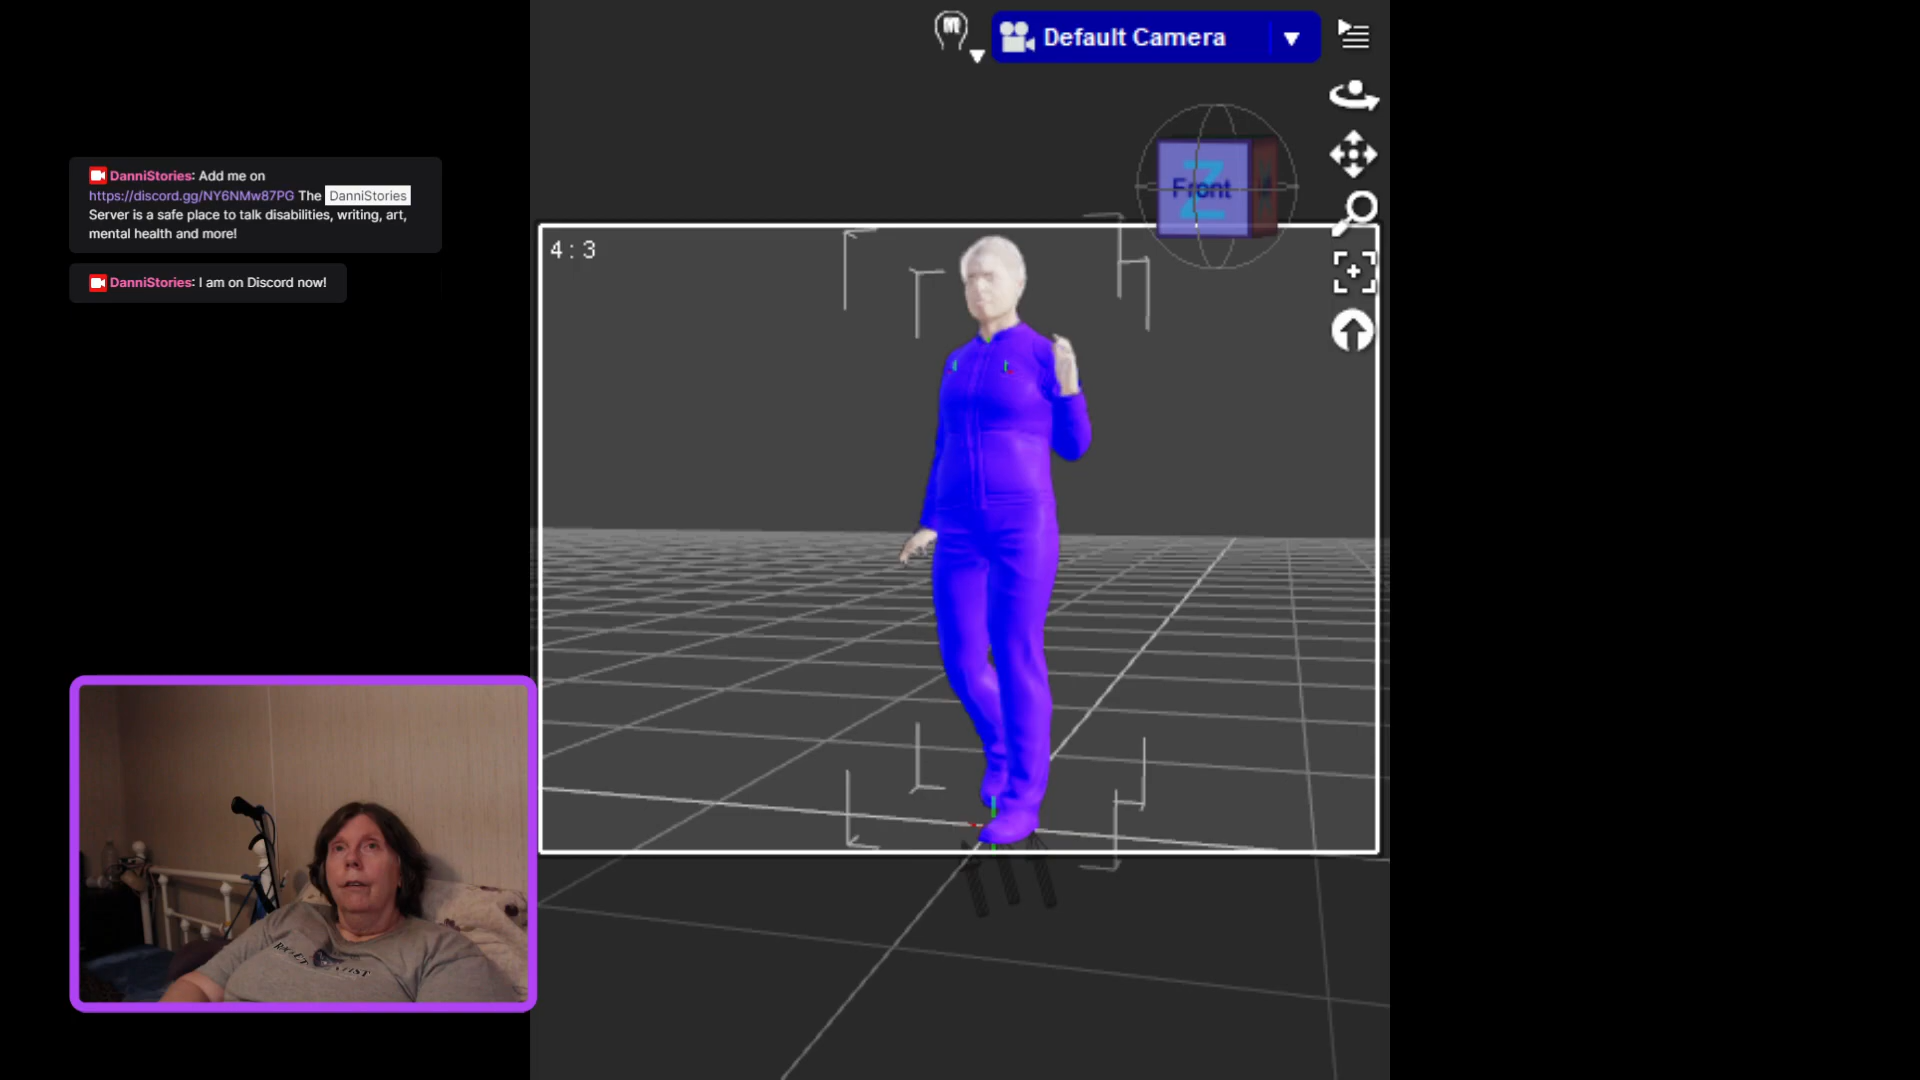 Default Camera
Front
Z
4 : 3
DanniStories: Add me on
https://discord.gg/NY6NMw87PG The DanniStories
Server is a safe place to talk disabilities, writing, art,
mental health and more!
DanniStories: I am on Discord now!